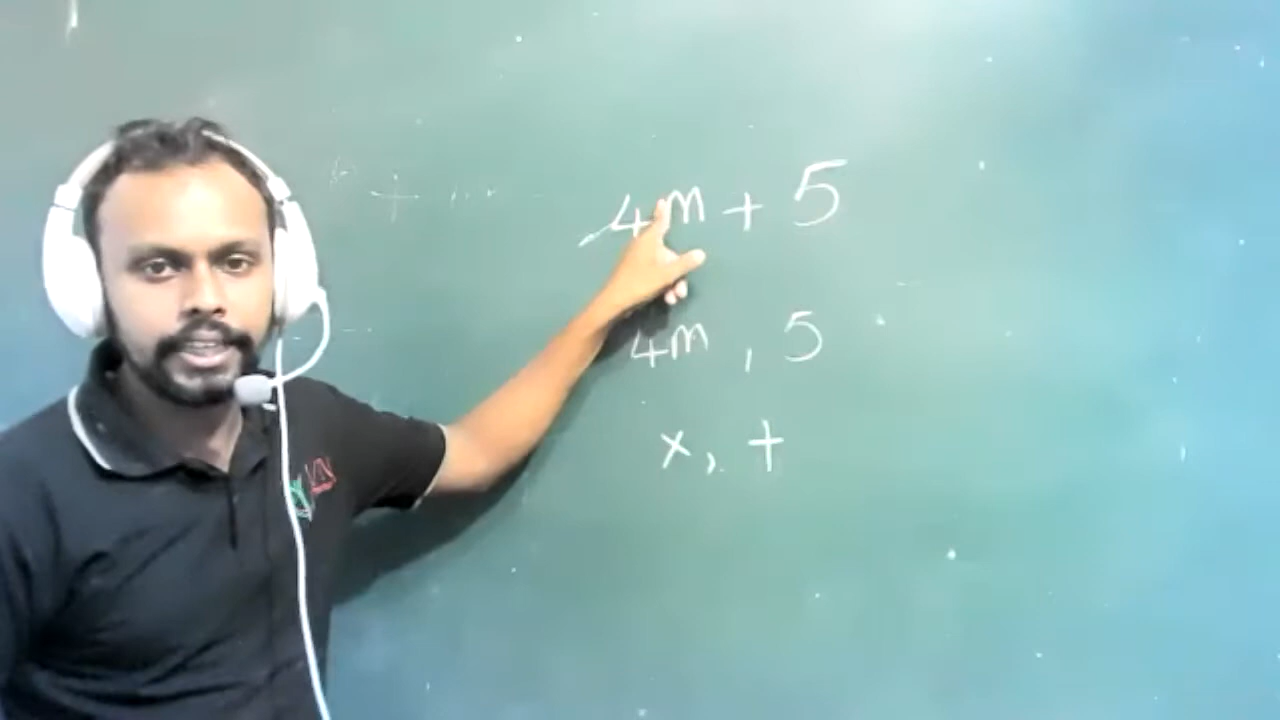 4m + 5
4m , 5
x, +